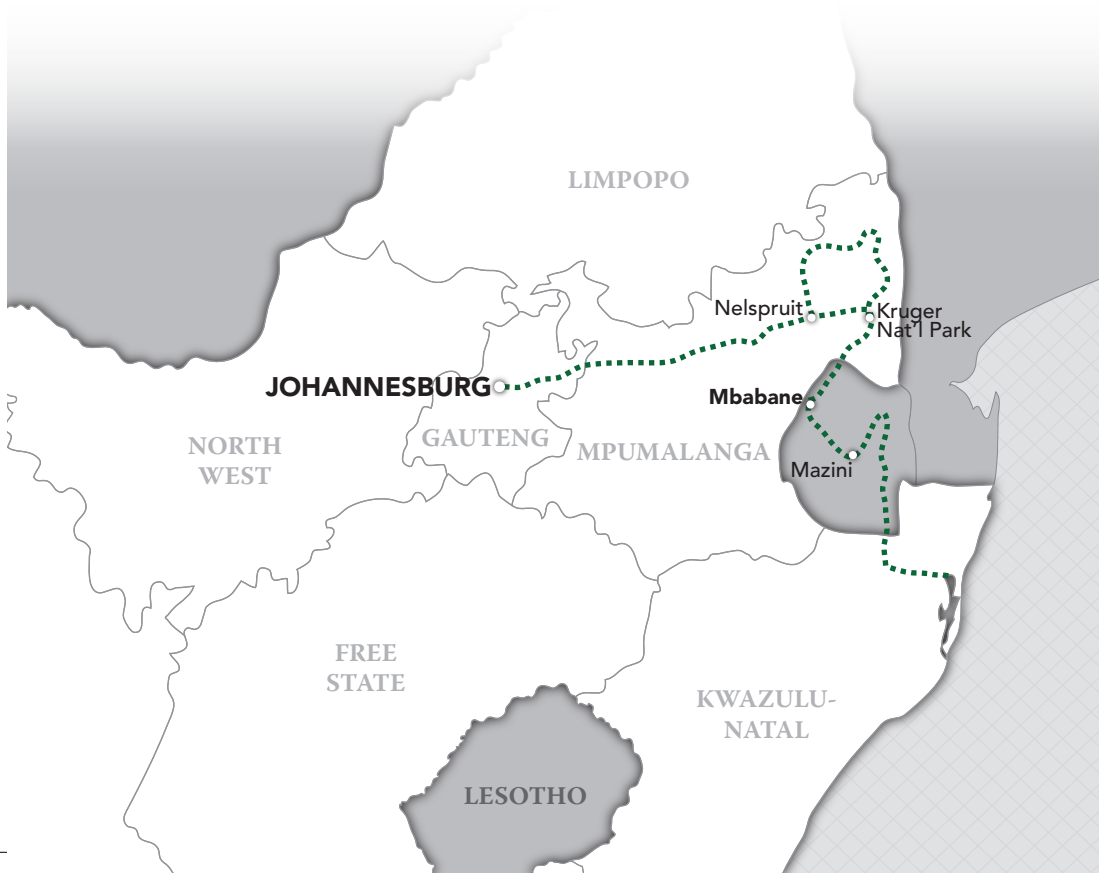 LIMPOPO
Nelspruit
Kruger
Nat'l Park
JOHANNESBURG
Mbabane
NORTH
WEST
GAUTENG
MPUMALANGA
Mazini
FREE
STATE
KWAZULU-
NATAL
LESOTHO